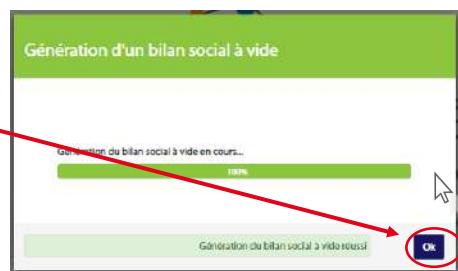 Génération d'un bilan social à vide
Génération du bilan social à vide en cours...
100%
Génération du bilan social à vide réussi
Ok